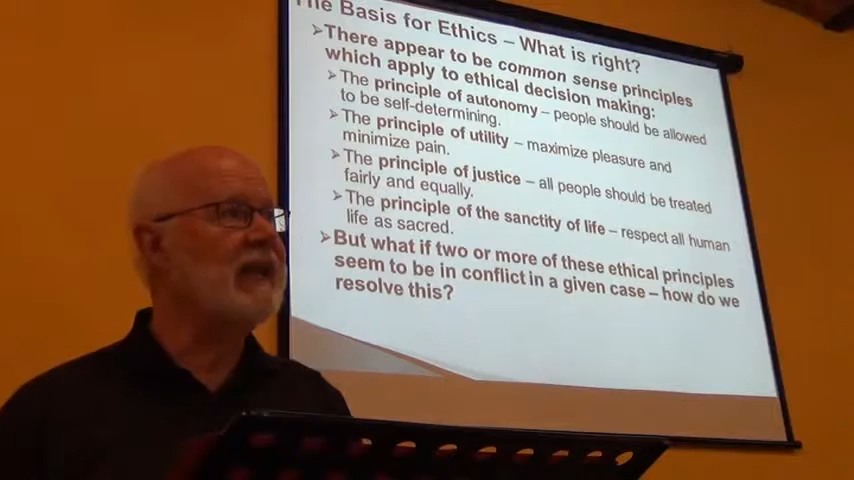 The Basis for Ethics – What is right?
➢There appear to be common sense principles
which apply to ethical decision making:
➢The principle of autonomy – people should be allowed
to be self-determining.
➢The principle of utility – maximize pleasure and
minimize pain.
➢The principle of justice – all people should be treated
fairly and equally.
➢The principle of the sanctity of life – respect all human
life as sacred.
➢But what if two or more of these ethical principles
seem to be in conflict in a given case – how do we
resolve this?